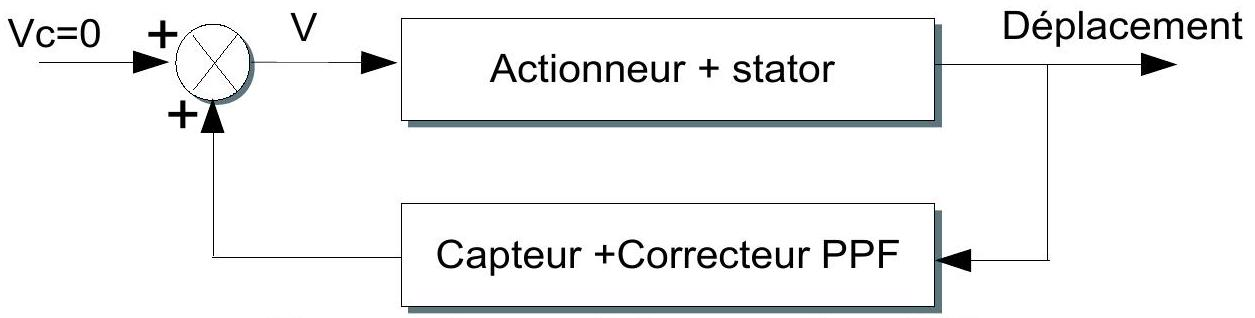 Vc=0
+
V
Actionneur + stator
Déplacement
+
Capteur +Correcteur PPF